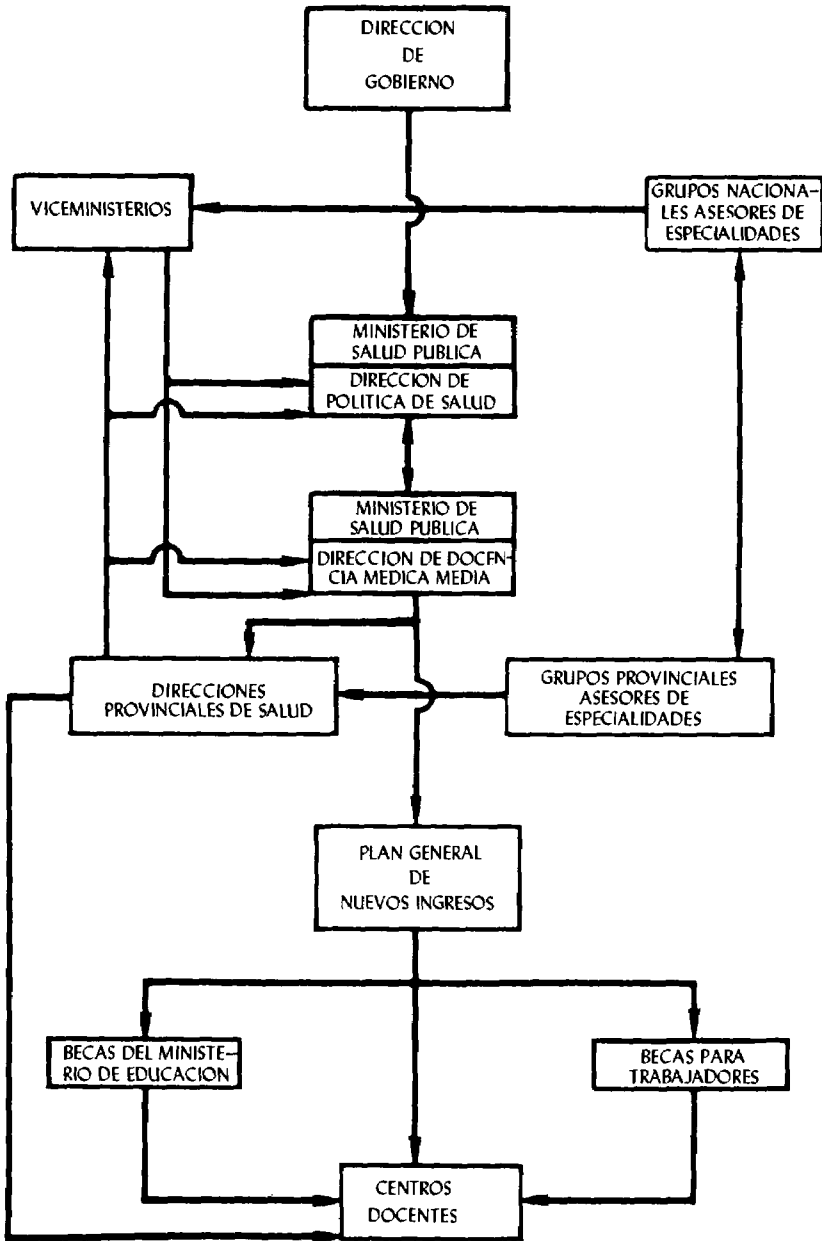 DIRECCION
DE
GOBIERNO
VICEMINISTERIOS
GRUPOS NACIONA-
LES ASESORES DE
ESPECIALIDADES
MINISTERIO DE
SALUD PUBLICA
DIRECCION DE
POLITICA DE SALUD
MINISTERIO DE
SALUD PUBLICA
DIRECCION DE DOCEN-
CIA MEDICA MEDIA
DIRECCIONES
PROVINCIALES DE SALUD
GRUPOS PROVINCIALES
ASESORES DE
ESPECIALIDADES
PLAN GENERAL
DE
NUEVOS INGRESOS
BECAS DEL MINISTE-
RIO DE EDUCACION
BECAS PARA
TRABAJADORES
CENTROS
DOCENTES